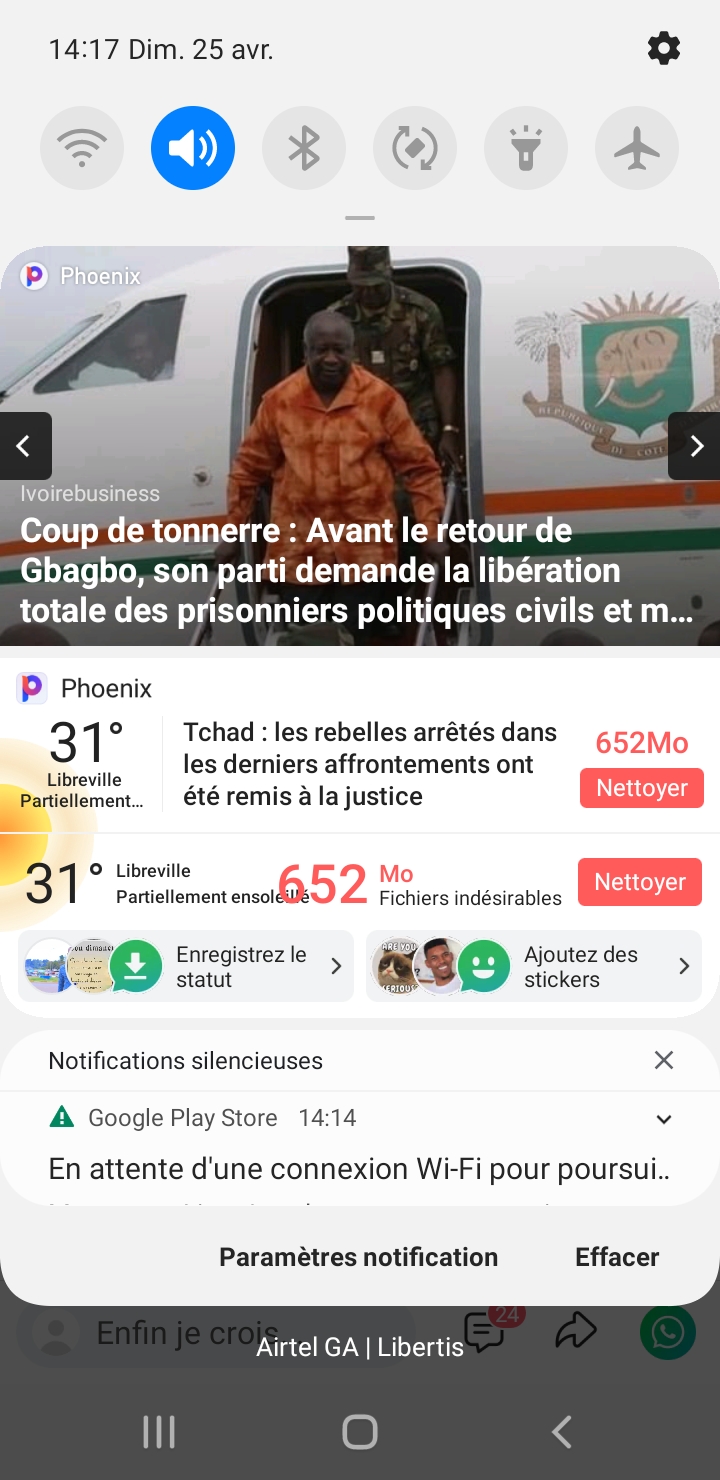 14:17 Dim. 25 avr.
Phoenix
REPUBLIQUE DE COTE
Ivoirebusiness
Coup de tonnerre : Avant le retour de
Gbagbo, son parti demande la libération
totale des prisonniers politiques civils et m...
Phoenix
31°
Libreville
Partiellement...
Tchad : les rebelles arrêtés dans
les derniers affrontements ont
été remis à la justice
652Mo
Nettoyer
31°
Libreville
Partiellement ensoleillé
652
Mo
Fichiers indésirables
Nettoyer
Enregistrez le
statut
ARE YOU
SERIOUS
Ajoutez des
stickers
Notifications silencieuses
Google Play Store 14:14
En attente d'une connexion Wi-Fi pour poursui..
Paramètres notification
Effacer
Enfin je crois...
24
Airtel GA | Libertis